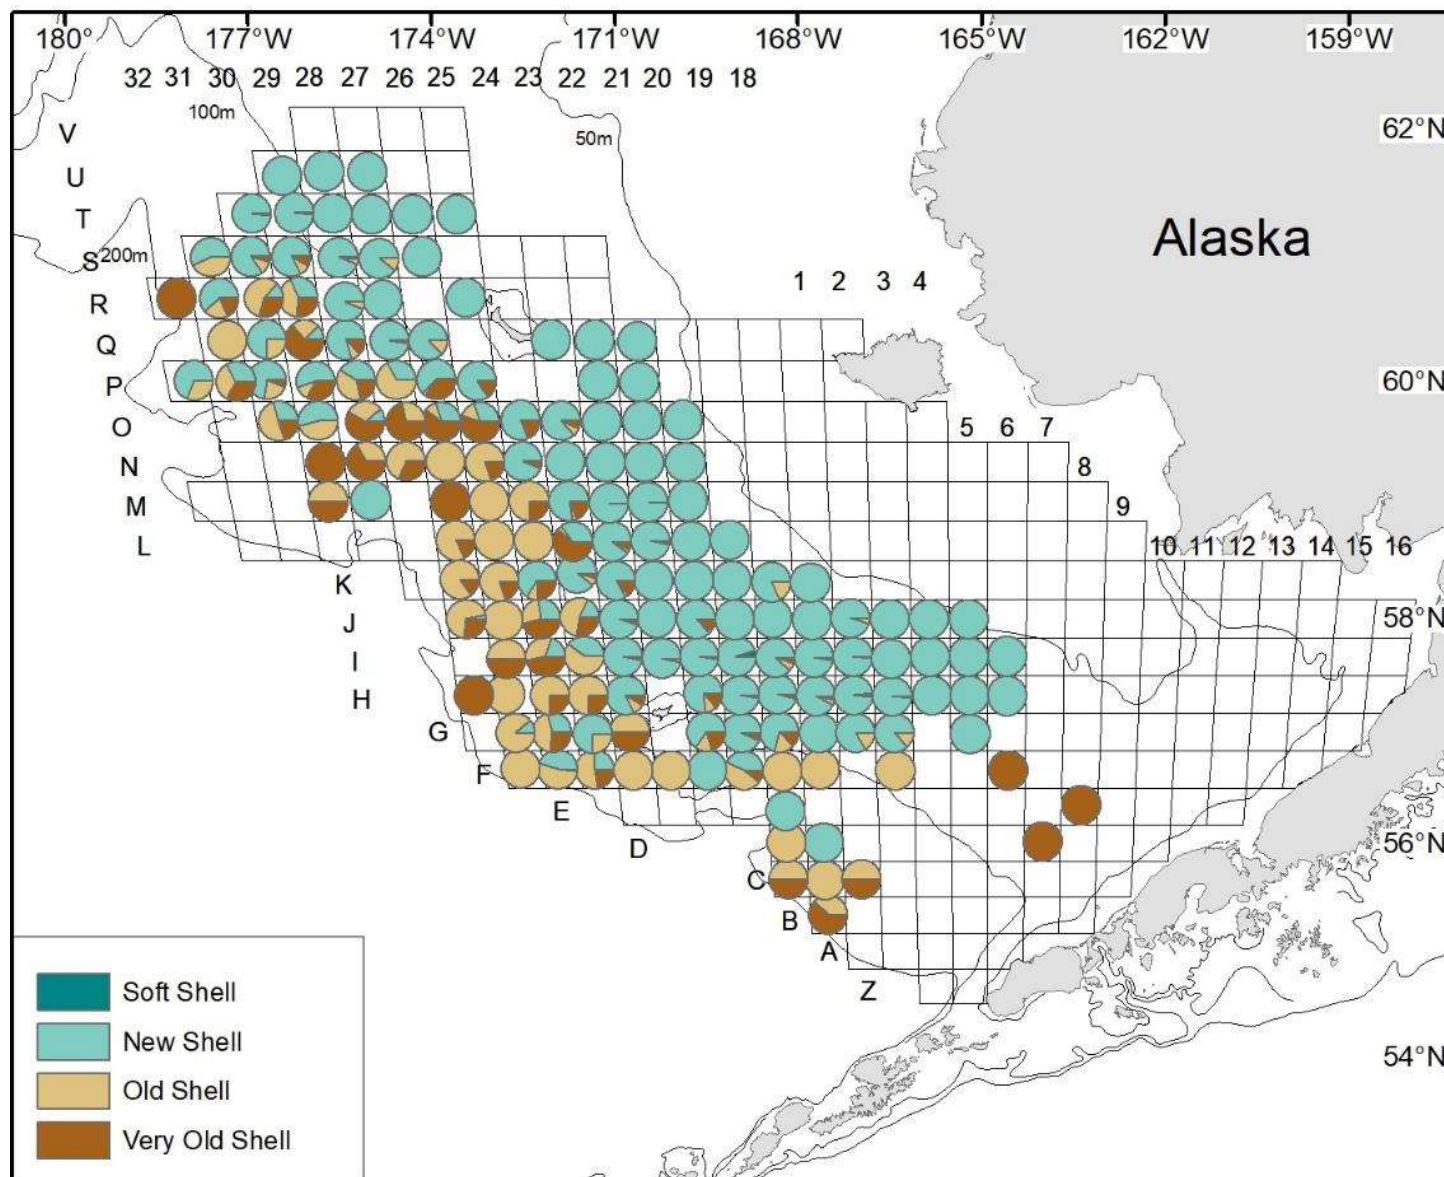 180° 177°W 174°W 171°W 168°W 165°W 162°W 159°W
32 31 30 29 28 27 26 25 24 23 22 21 20 19 18
100m
V
50m
62°N
U
T
Alaska
S
200m
1 2 3 4
R
Q
P
60°N
O
5 6 7
N
8
M
9
L
10 11 12 13 14 15 16
K
J
58°N
I
H
G
F
E
D
56°N
C
B
A
Z
Soft Shell
New Shell
54°N
Old Shell
Very Old Shell